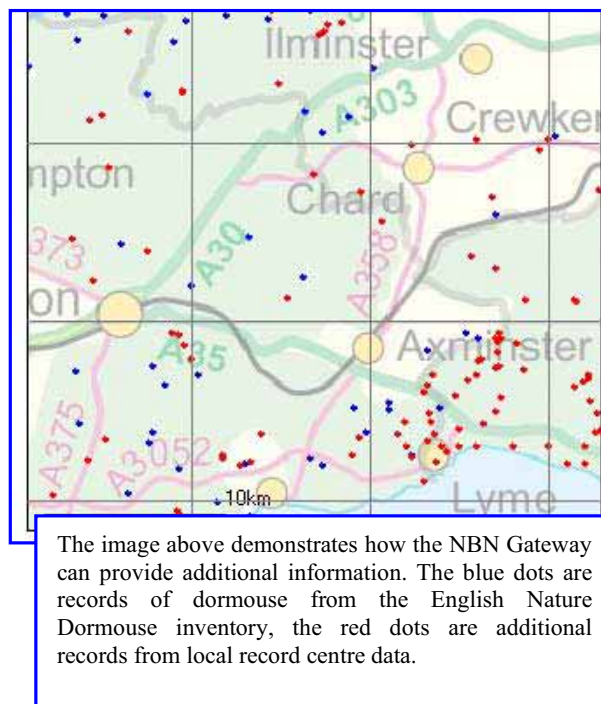 Ilminster
A303
Crewker
mpton
Chard
373
A30
A358
on
A35
Axminster
A375
A3052
10km
Lyme
The image above demonstrates how the NBN Gateway
can provide additional information. The blue dots are
records of dormouse from the English Nature
Dormouse inventory, the red dots are additional
records from local record centre data.